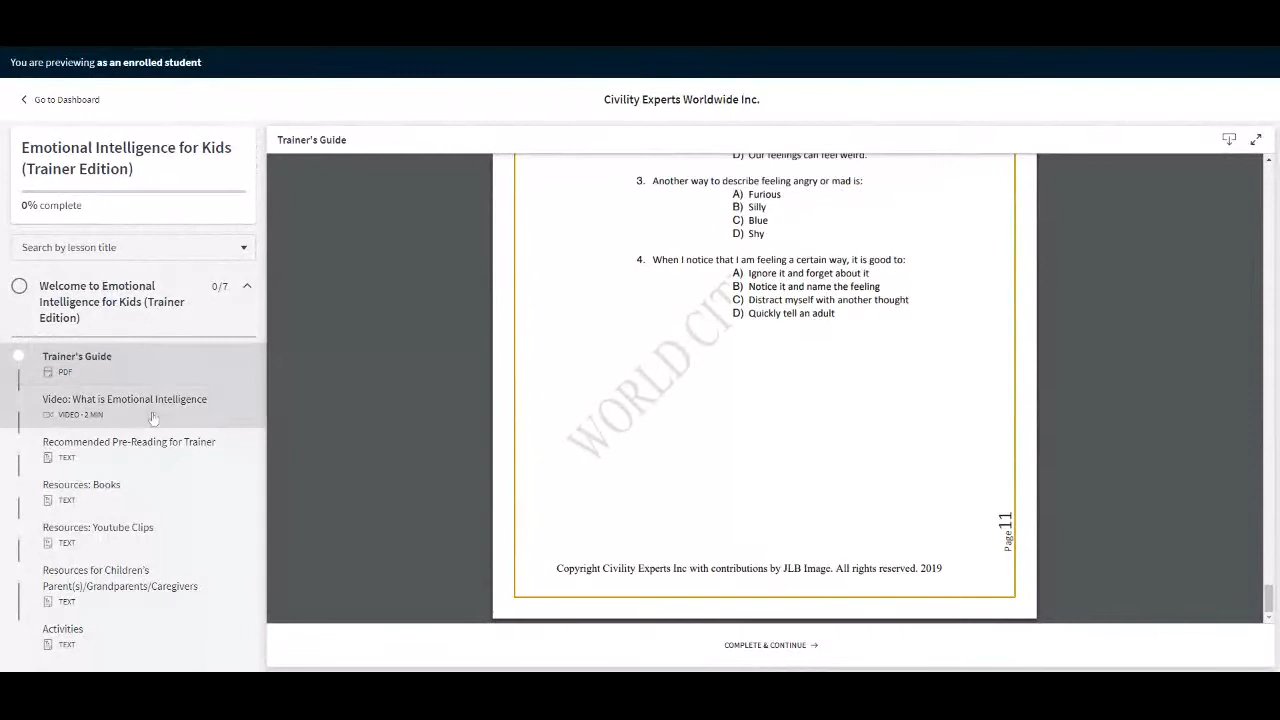 You are previewing as an enrolled student
Go to Dashboard
Civility Experts Worldwide Inc.
Emotional Intelligence for Kids
(Trainer Edition)
0% complete
Search by lesson title
Welcome to Emotional
Intelligence for Kids (Trainer
Edition)
0/7
Trainer's Guide
PDF
Video: What is Emotional Intelligence
VIDEO • 2 MIN
Recommended Pre-Reading for Trainer
TEXT
Resources: Books
TEXT
Resources: Youtube Clips
TEXT
Resources for Children's
Parent(s)/Grandparents/Caregivers
TEXT
Activities
TEXT
Trainer's Guide
D) Our feelings can feel weird.
3. Another way to describe feeling angry or mad is:
A) Furious
B) Silly
C) Blue
D) Shy
4. When I notice that I am feeling a certain way, it is good to:
A) Ignore it and forget about it
B) Notice it and name the feeling
C) Distract myself with another thought
D) Quickly tell an adult
WORLD
Page 11
Copyright Civility Experts Inc with contributions by JLB Image. All rights reserved. 2019
COMPLETE & CONTINUE